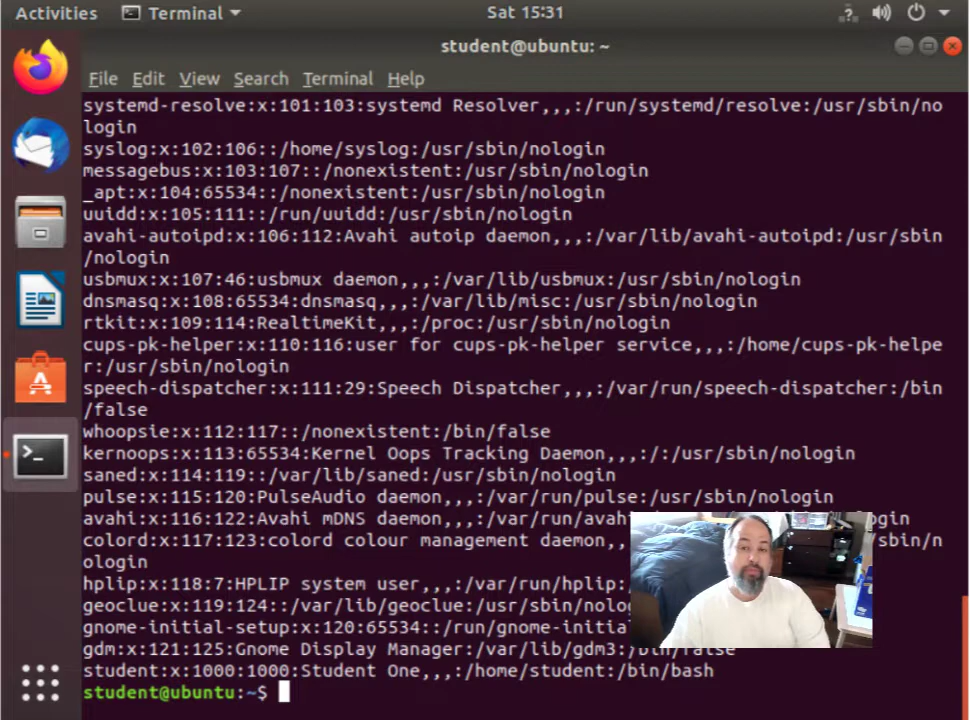 Activities Terminal Sat 15:31
student@ubuntu: ~
File Edit View Search Terminal Help
systemd-resolve:x:101:103:systemd Resolver,,,:/run/systemd/resolve:/usr/sbin/no
login
syslog:x:102:106::/home/syslog:/usr/sbin/nologin
messagebus:x:103:107::/nonexistent:/usr/sbin/nologin
_apt:x:104:65534::/nonexistent:/usr/sbin/nologin
uuidd:x:105:111::/run/uuidd:/usr/sbin/nologin
avahi-autoipd:x:106:112:Avahi autoip daemon,,,:/var/lib/avahi-autoipd:/usr/sbin
/nologin
usbmux:x:107:46:usbmux daemon,,,:/var/lib/usbmux:/usr/sbin/nologin
dnsmasq:x:108:65534:dnsmasq,,,:/var/lib/misc:/usr/sbin/nologin
rtkit:x:109:114:RealtimeKit,,,:/proc:/usr/sbin/nologin
cups-pk-helper:x:110:116:user for cups-pk-helper service,,,:/home/cups-pk-helpe
r:/usr/sbin/nologin
speech-dispatcher:x:111:29:Speech Dispatcher,,,:/var/run/speech-dispatcher:/bin
/false
whoopsie:x:112:117::/nonexistent:/bin/false
kernoops:x:113:65534:Kernel Oops Tracking Daemon,,,:/:/usr/sbin/nologin
saned:x:114:119::/var/lib/saned:/usr/sbin/nologin
pulse:x:115:120:PulseAudio daemon,,,:/var/run/pulse:/usr/sbin/nologin
avahi:x:116:122:Avahi mDNS daemon,,,:/var/run/avah login
colord:x:117:123:colord colour management daemon,, sbin/n
ologin
hplip:x:118:7:HPLIP system user,,,:/var/run/hplip:
geoclue:x:119:124::/var/lib/geoclue:/usr/sbin/nolo
gnome-initial-setup:x:120:65534::/run/gnome-initia
gdm:x:121:125:Gnome Display Manager:/var/lib/gdm3:/bin/false
student:x:1000:1000:Student One,,,:/home/student:/bin/bash
student@ubuntu:~$